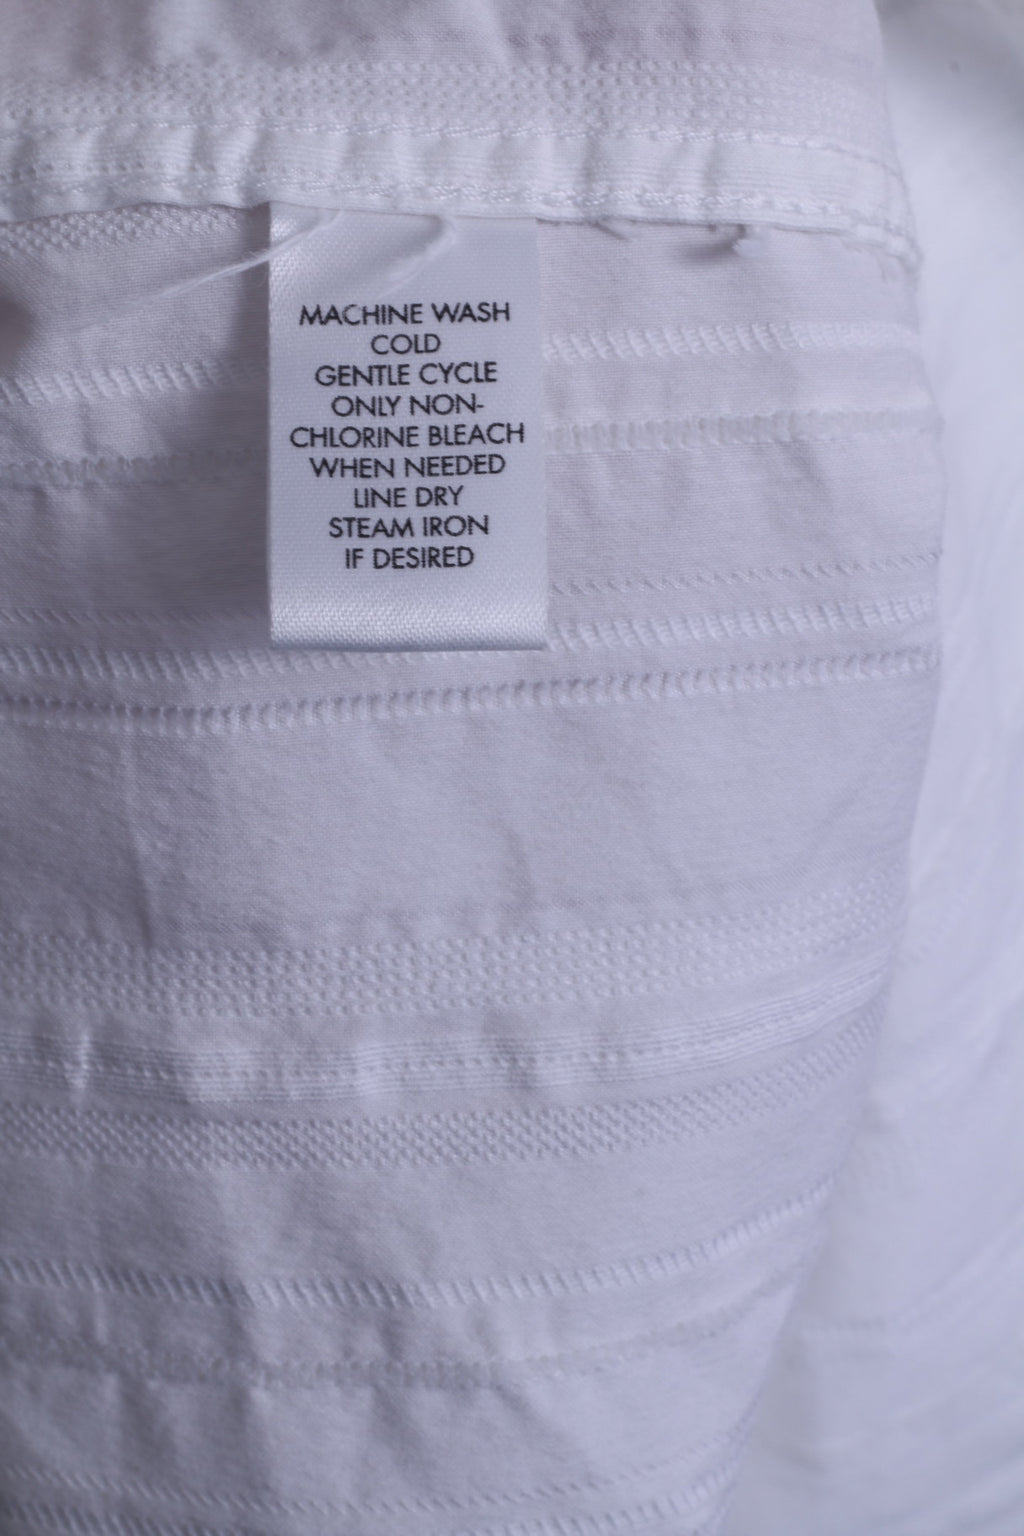 MACHINE WASH
COLD
GENTLE CYCLE
ONLY NON-
CHLORINE BLEACH
WHEN NEEDED
LINE DRY
STEAM IRON
IF DESIRED